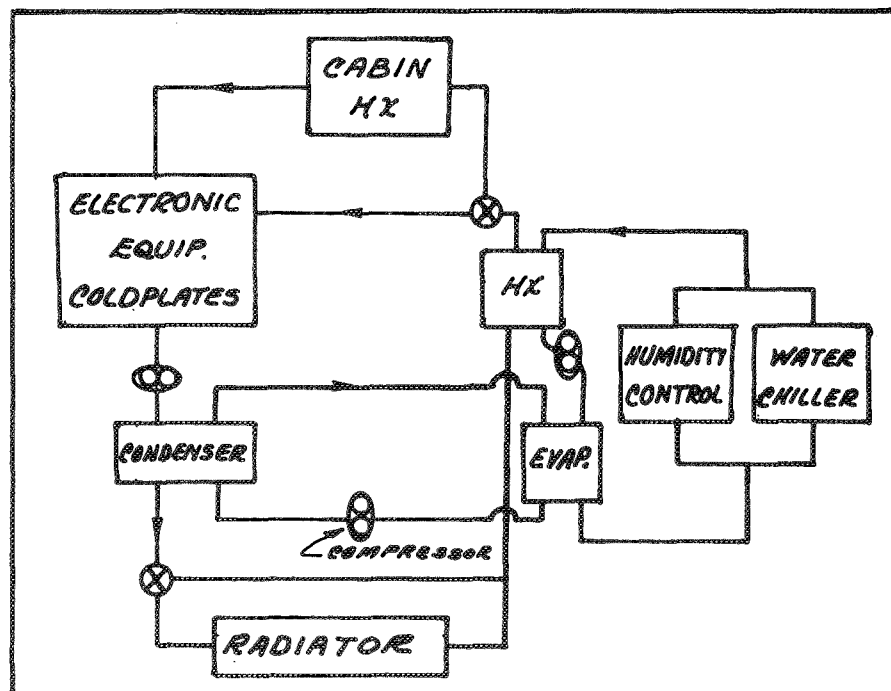 CABIN
HX
ELECTRONIC
EQUIP.
COLDPLATES
HX
HUMIDITY
CONTROL
WATER
CHILLER
CONDENSER
EVAP.
COMPRESSOR
RADIATOR